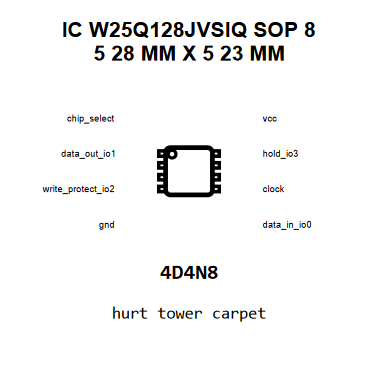 IC W25Q128JVSIQ SOP 8
5 28 MM X 5 23 MM
chip_select
vcc
data_out_io1
hold_io3
write_protect_io2
clock
gnd
data_in_io0
4D4N8
hurt tower carpet